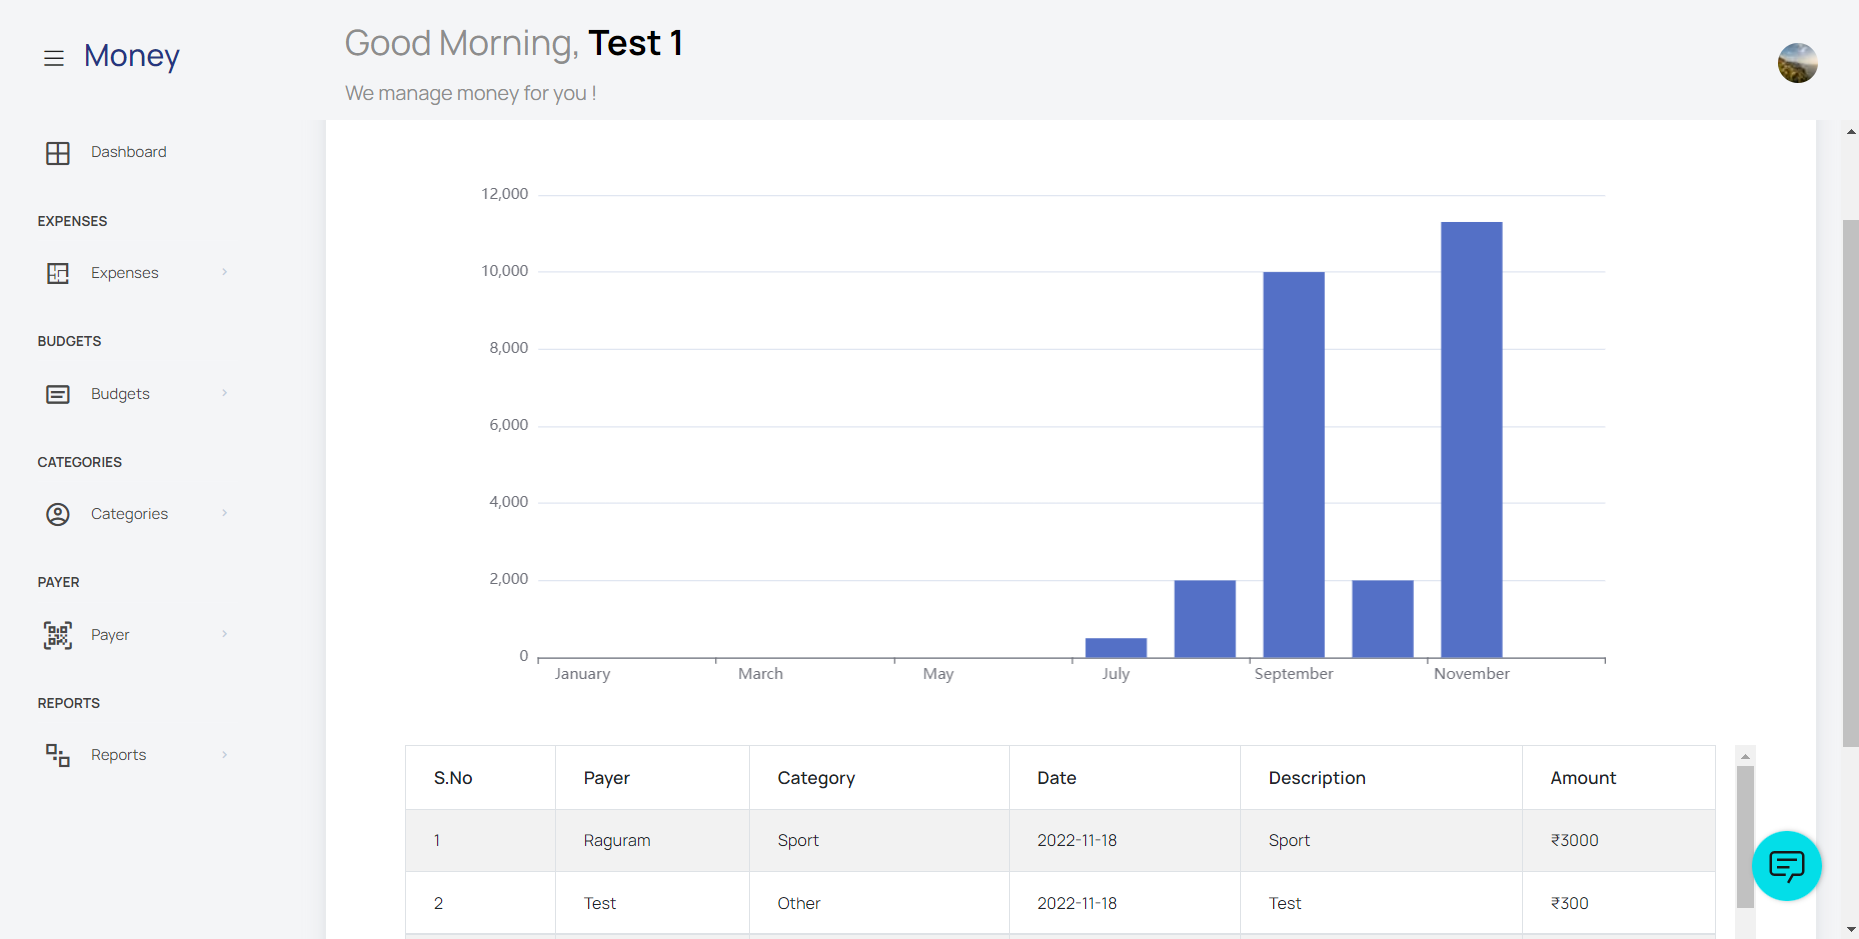 Money
Good Morning, Test 1
We manage money for you !
Dashboard
EXPENSES
Expenses
BUDGETS
Budgets
CATEGORIES
Categories
PAYER
Payer
REPORTS
Reports
12,000
10,000
8,000
6,000
4,000
2,000
0
January March May July September November
S.No Payer Category Date Description Amount
1 Raguram Sport 2022-11-18 Sport ₹3000
2 Test Other 2022-11-18 Test ₹300